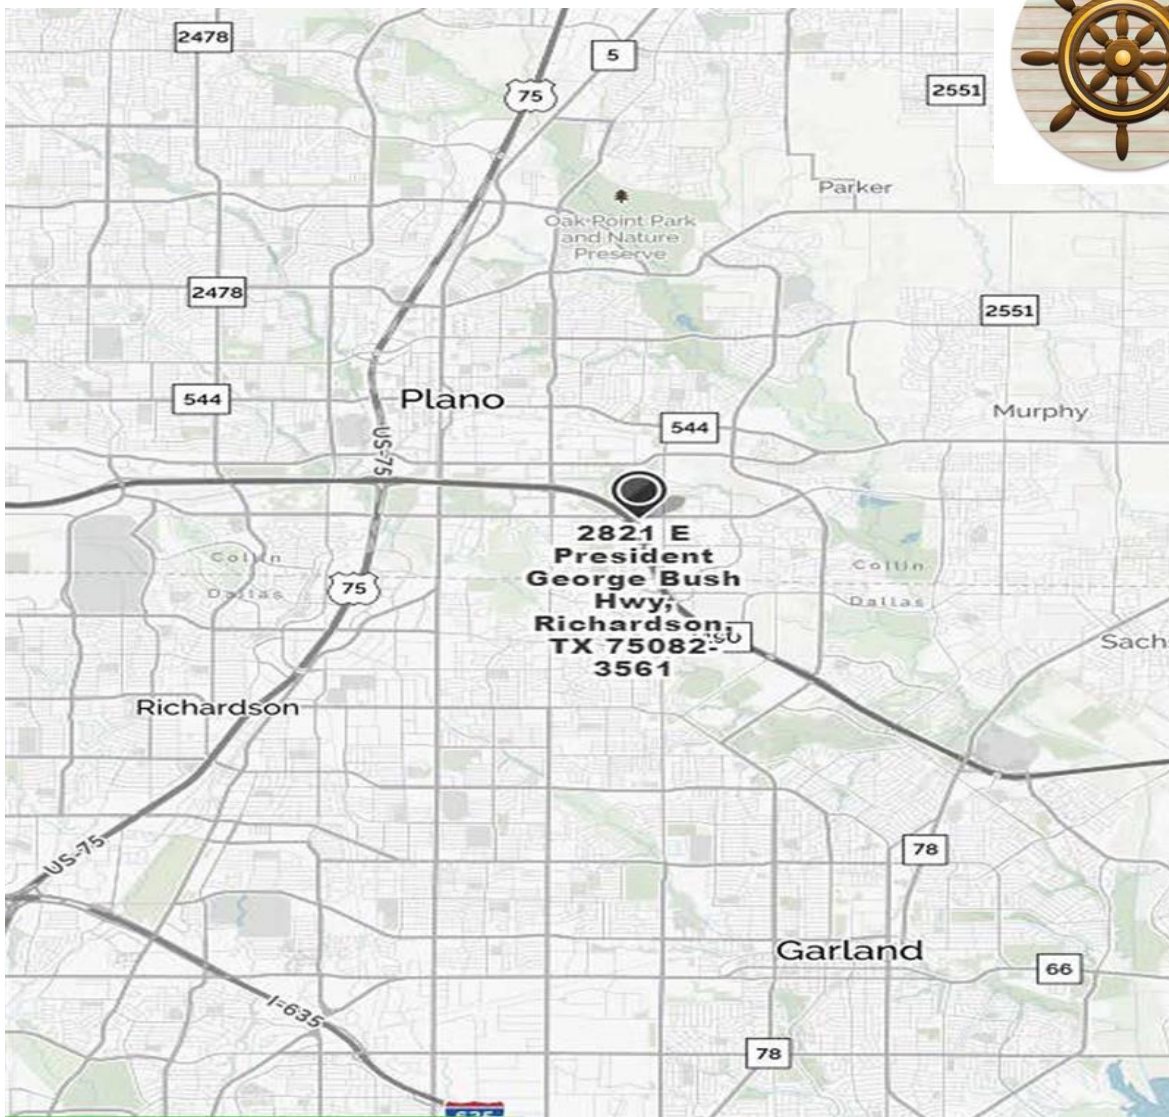 2478
5
75
2551
Parker
Oak Point Park
and Nature
Preserve
2478
2551
544
Plano
Murphy
544
US-75
2821 E
President
George Bush
Hwy,
Richardson,
TX 75082-
3561
Collin
Dallas
75
Collin
Dallas
Richardson
US-75
78
Garland
66
I-635
78
635